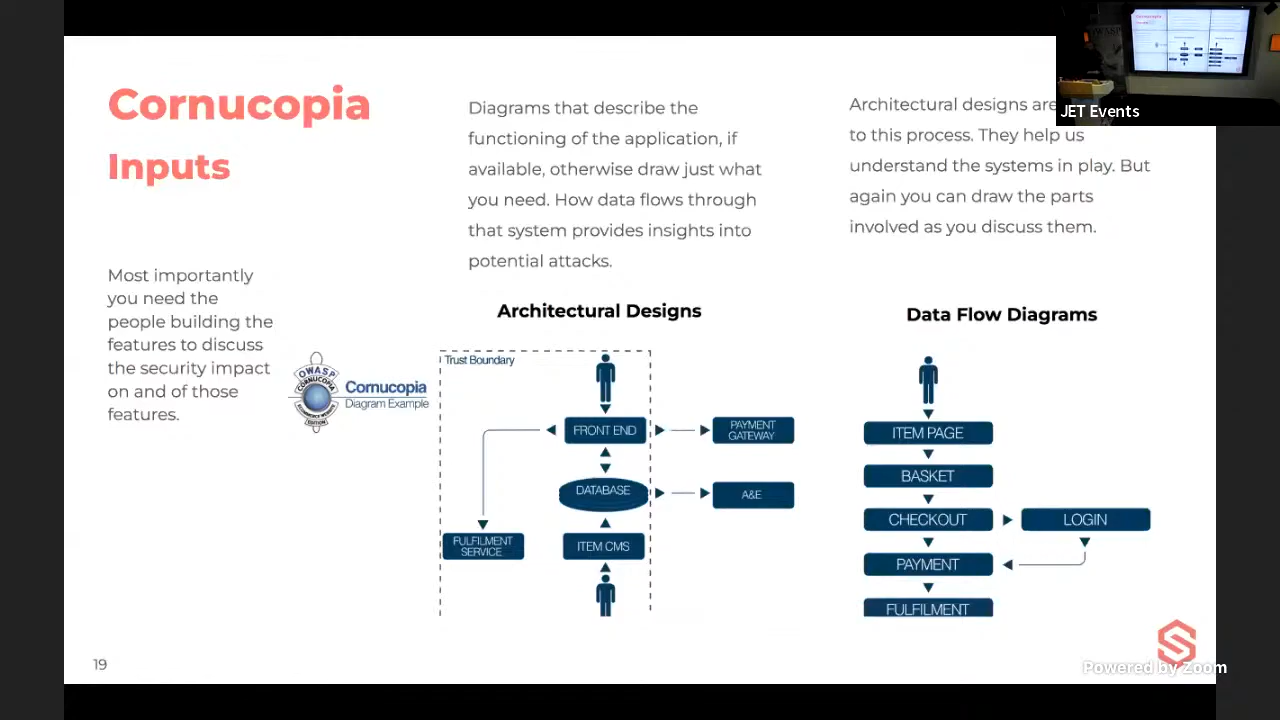 Cornucopia
Inputs
Most importantly
you need the
people building the
features to discuss
the security impact
on and of those
features.
Diagrams that describe the
functioning of the application, if
available, otherwise draw just what
you need. How data flows through
that system provides insights into
potential attacks.
Architectural designs are
to this process. They help us
understand the systems in play. But
again you can draw the parts
involved as you discuss them.
JET Events
Architectural Designs
OWASP
CORNUCOPIA
ECOMMERCE WEBSITE
EDITION
Cornucopia
Diagram Example
Trust Boundary
FRONT END
PAYMENT
GATEWAY
DATABASE
A&E
FULFILMENT
SERVICE
ITEM CMS
Data Flow Diagrams
ITEM PAGE
BASKET
CHECKOUT
LOGIN
PAYMENT
FULFILMENT
19
Powered by Zoom